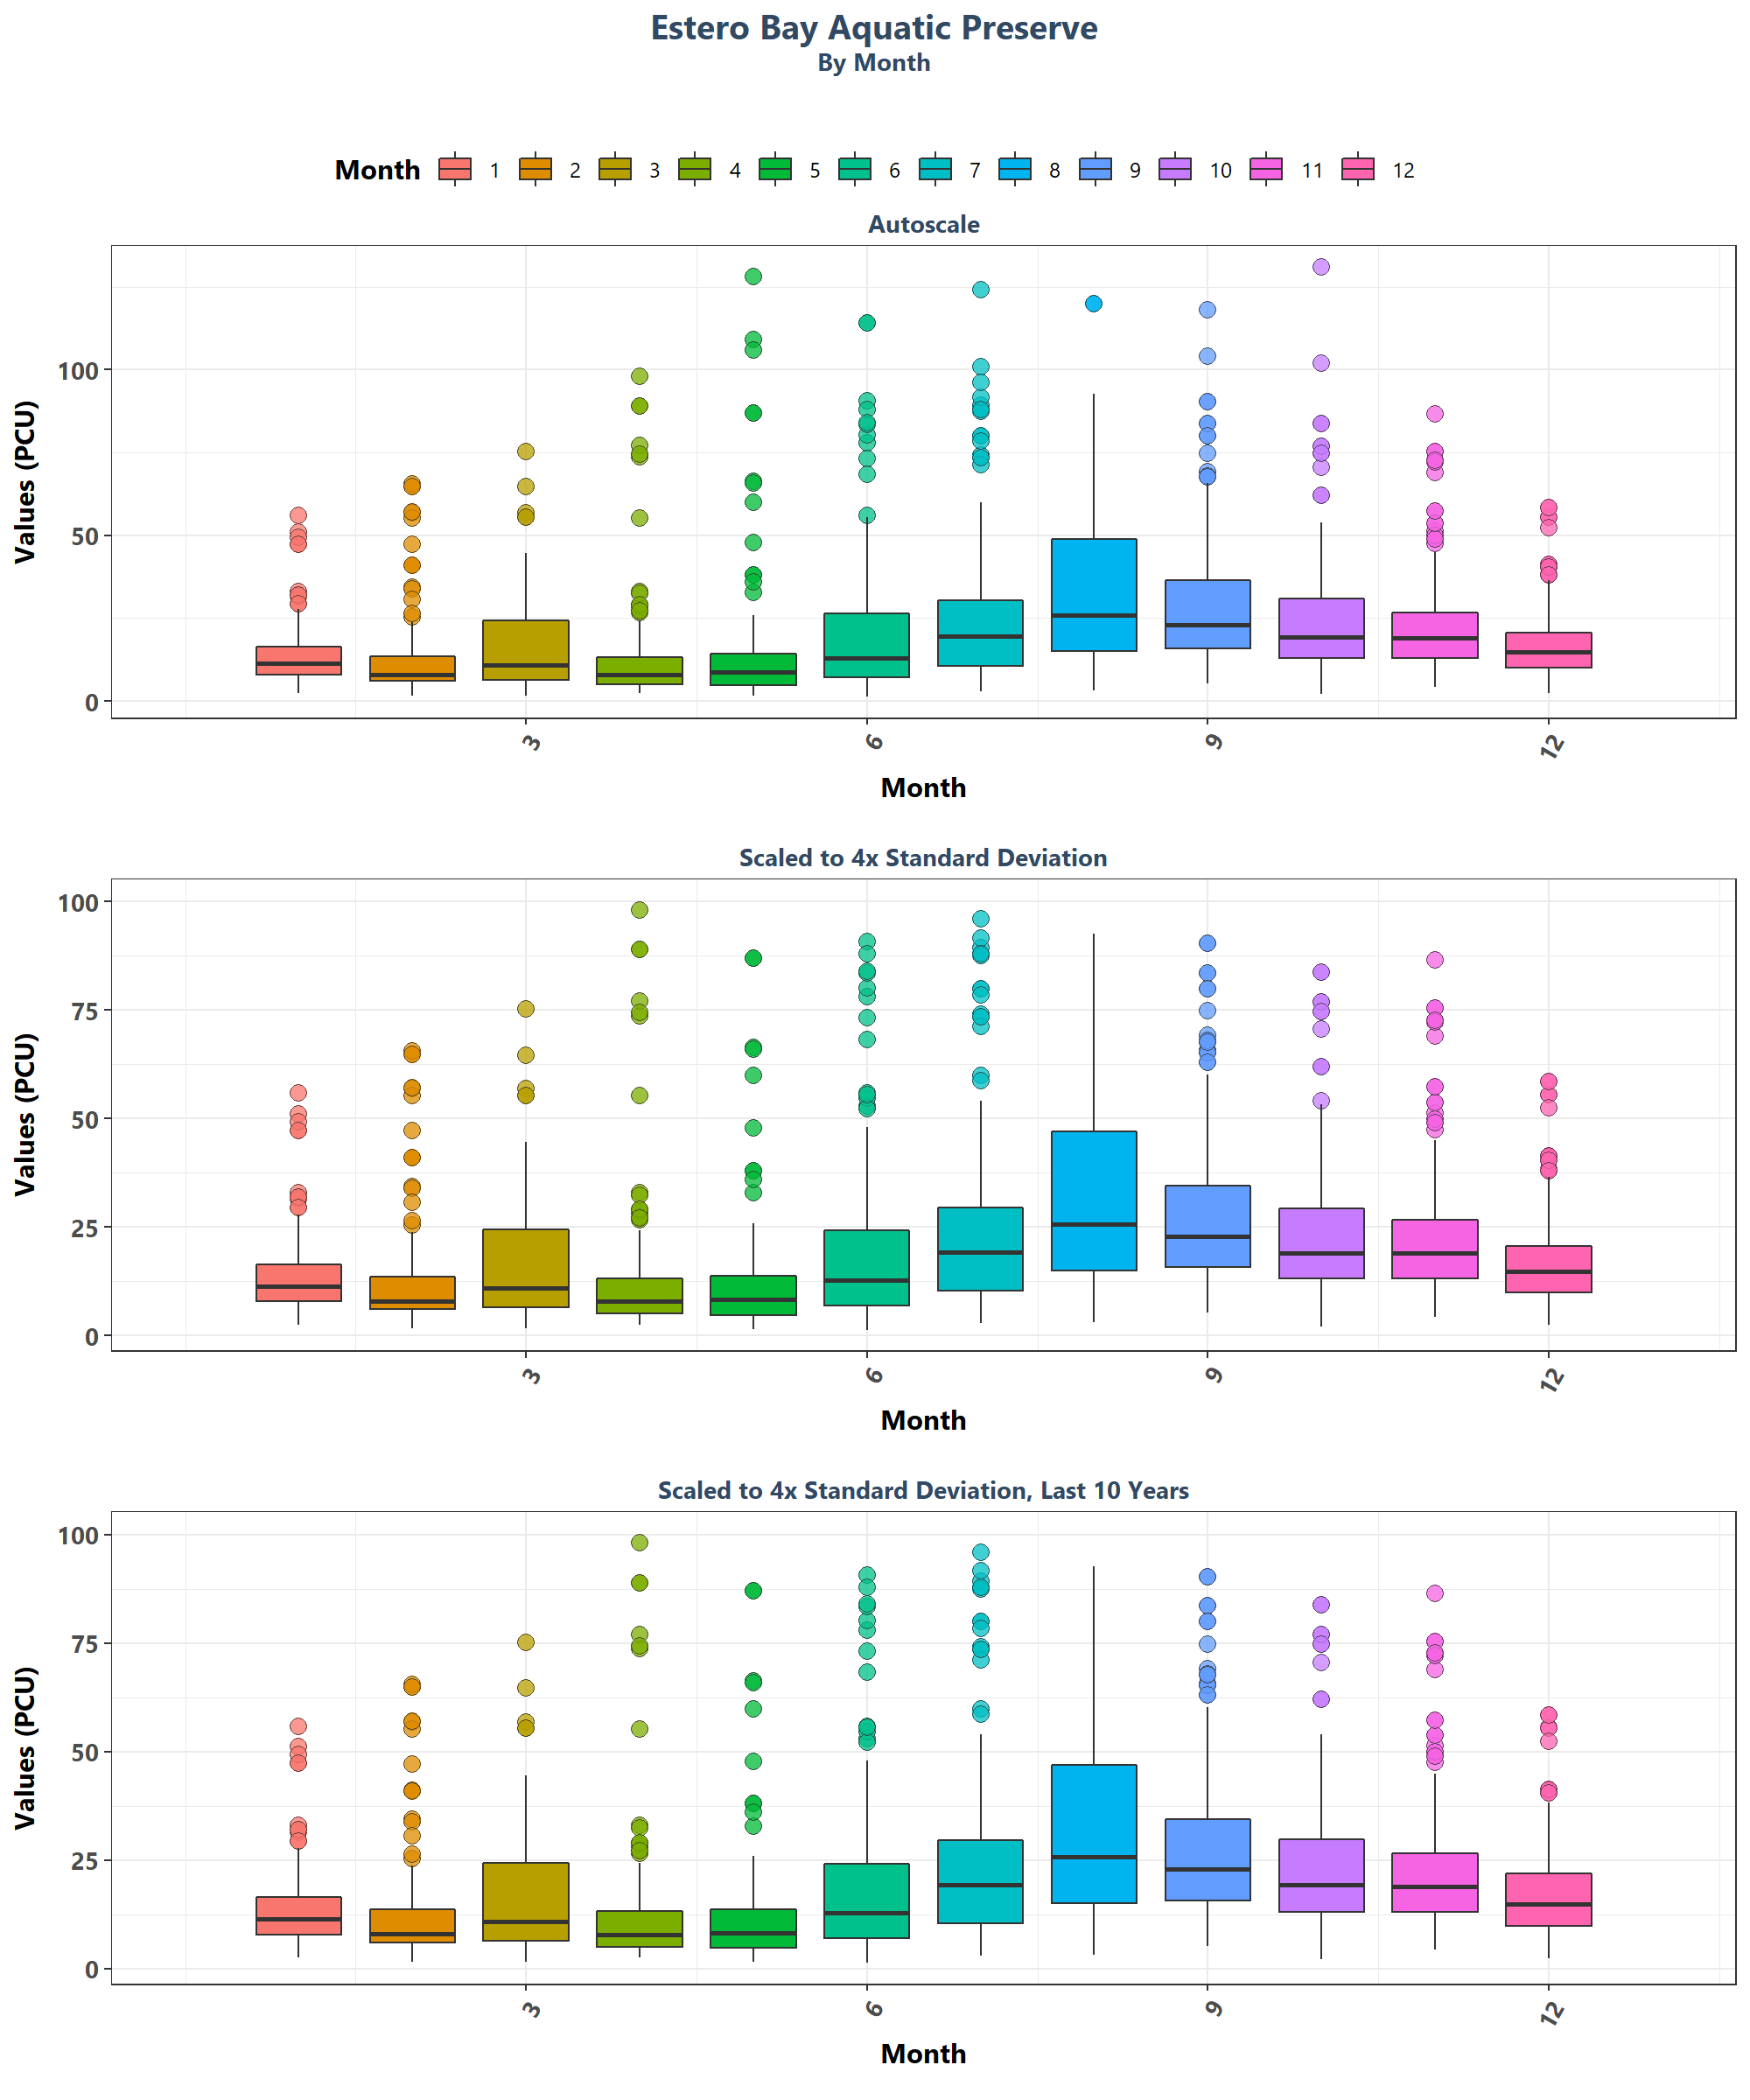 Estero Bay Aquatic Preserve
By Month
Month 1 2 3 4 5 6 7 8 9 10 11 12
Autoscale
Values (PCU)
100
50
0
3 6 9 12
Month
Scaled to 4x Standard Deviation
Values (PCU)
100
75
50
25
0
3 6 9 12
Month
Scaled to 4x Standard Deviation, Last 10 Years
Values (PCU)
100
75
50
25
0
3 6 9 12
Month